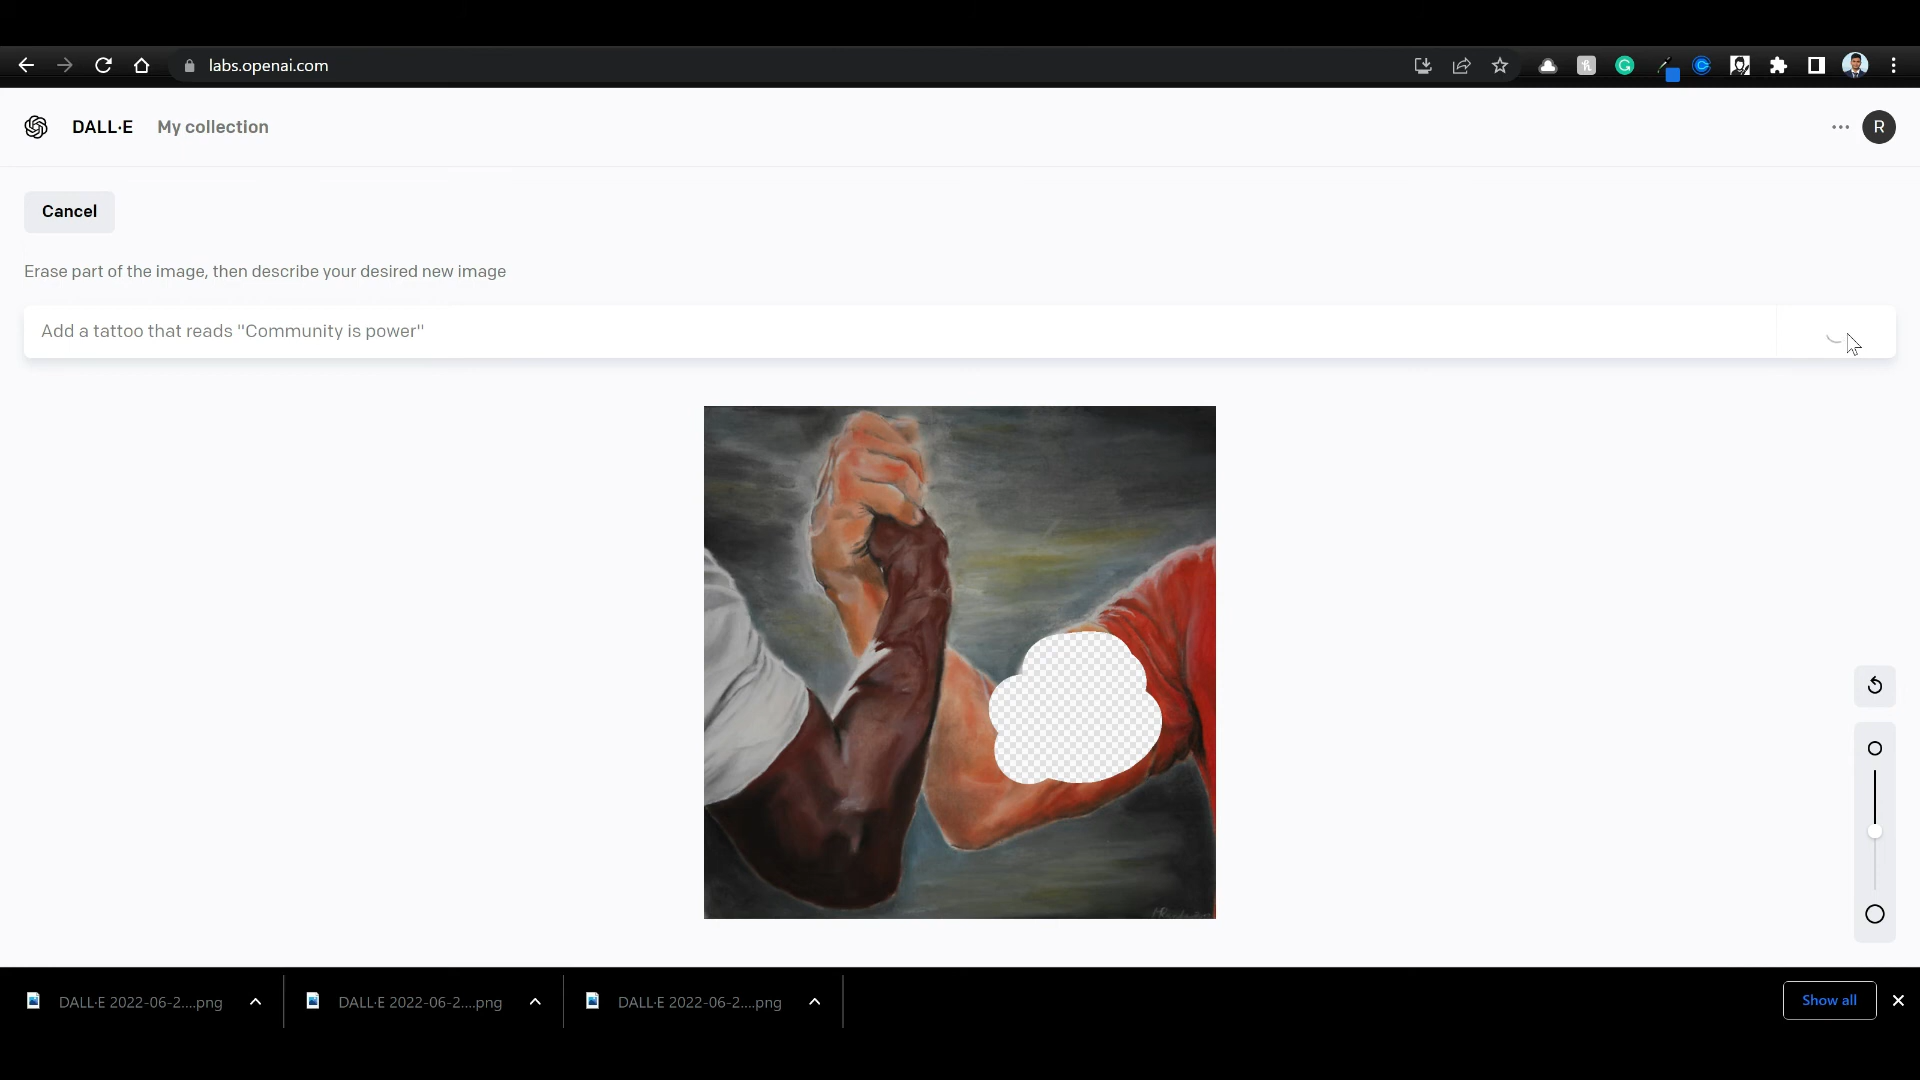 labs.openai.com
DALL·E My collection
R
Cancel
Erase part of the image, then describe your desired new image
Add a tattoo that reads "Community is power"
DALL·E 2022-06-2....png
DALL·E 2022-06-2....png
DALL·E 2022-06-2....png
Show all